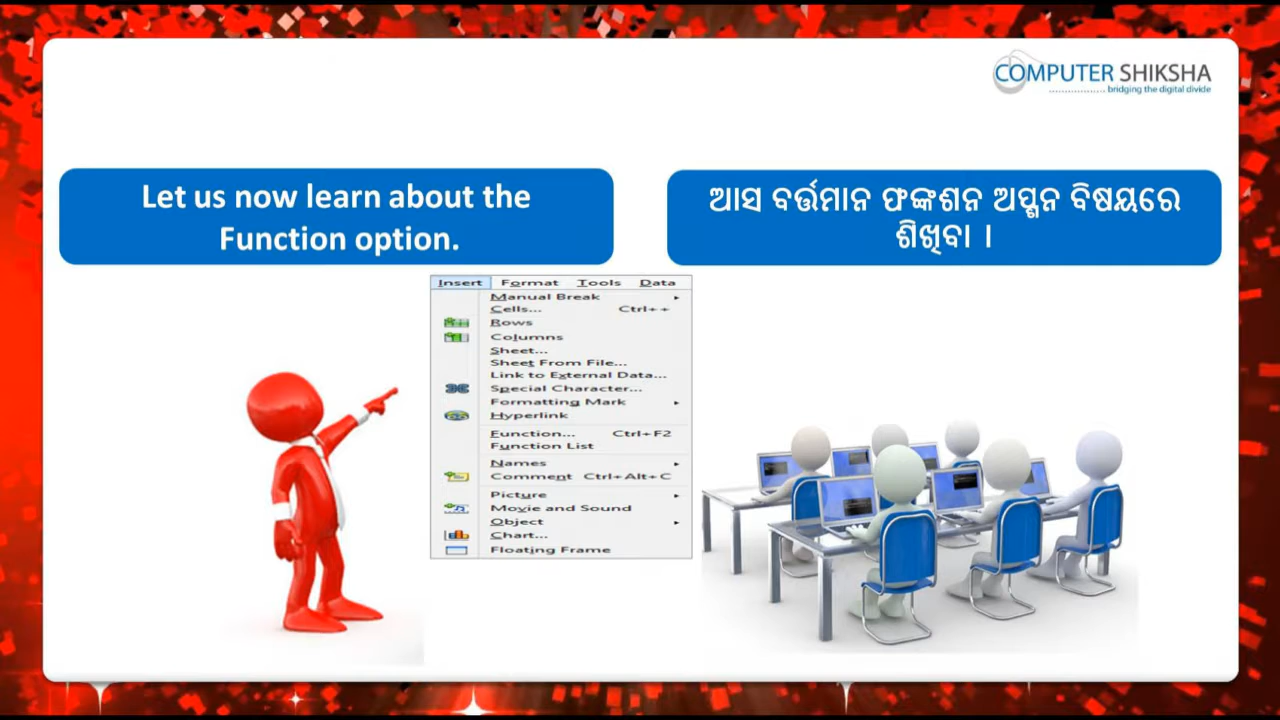 COMPUTER SHIKSHA
bridging the digital divide
Let us now learn about the
Function option.
ଆସ ବର୍ତ୍ତମାନ ଫଙ୍କଶନ ଅପ୍ସନ ବିଷୟରେ
ଶିଖିବା ।
Insert Format Tools Data
Manual Break
Cells... Ctrl++
Rows
Columns
Sheet...
Sheet From File...
Link to External Data...
Special Character...
Formatting Mark
Hyperlink
Function... Ctrl+F2
Function List
Names
Comment Ctrl+Alt+C
Picture
Movie and Sound
Object
Chart...
Floating Frame